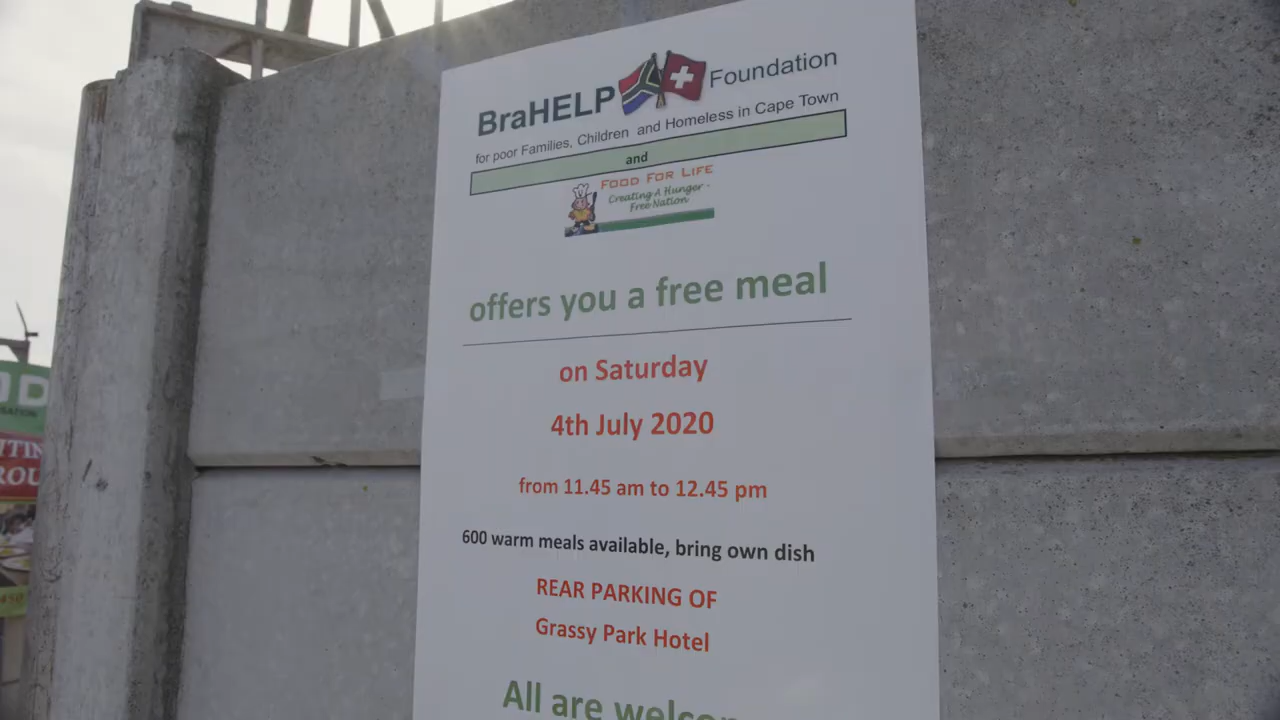 BraHELP Foundation
for poor Families, Children and Homeless in Cape Town
and
FOOD FOR LIFE
Creating A Hunger -
Free Nation
offers you a free meal
on Saturday
4th July 2020
from 11.45 am to 12.45 pm
600 warm meals available, bring own dish
REAR PARKING OF
Grassy Park Hotel
All are